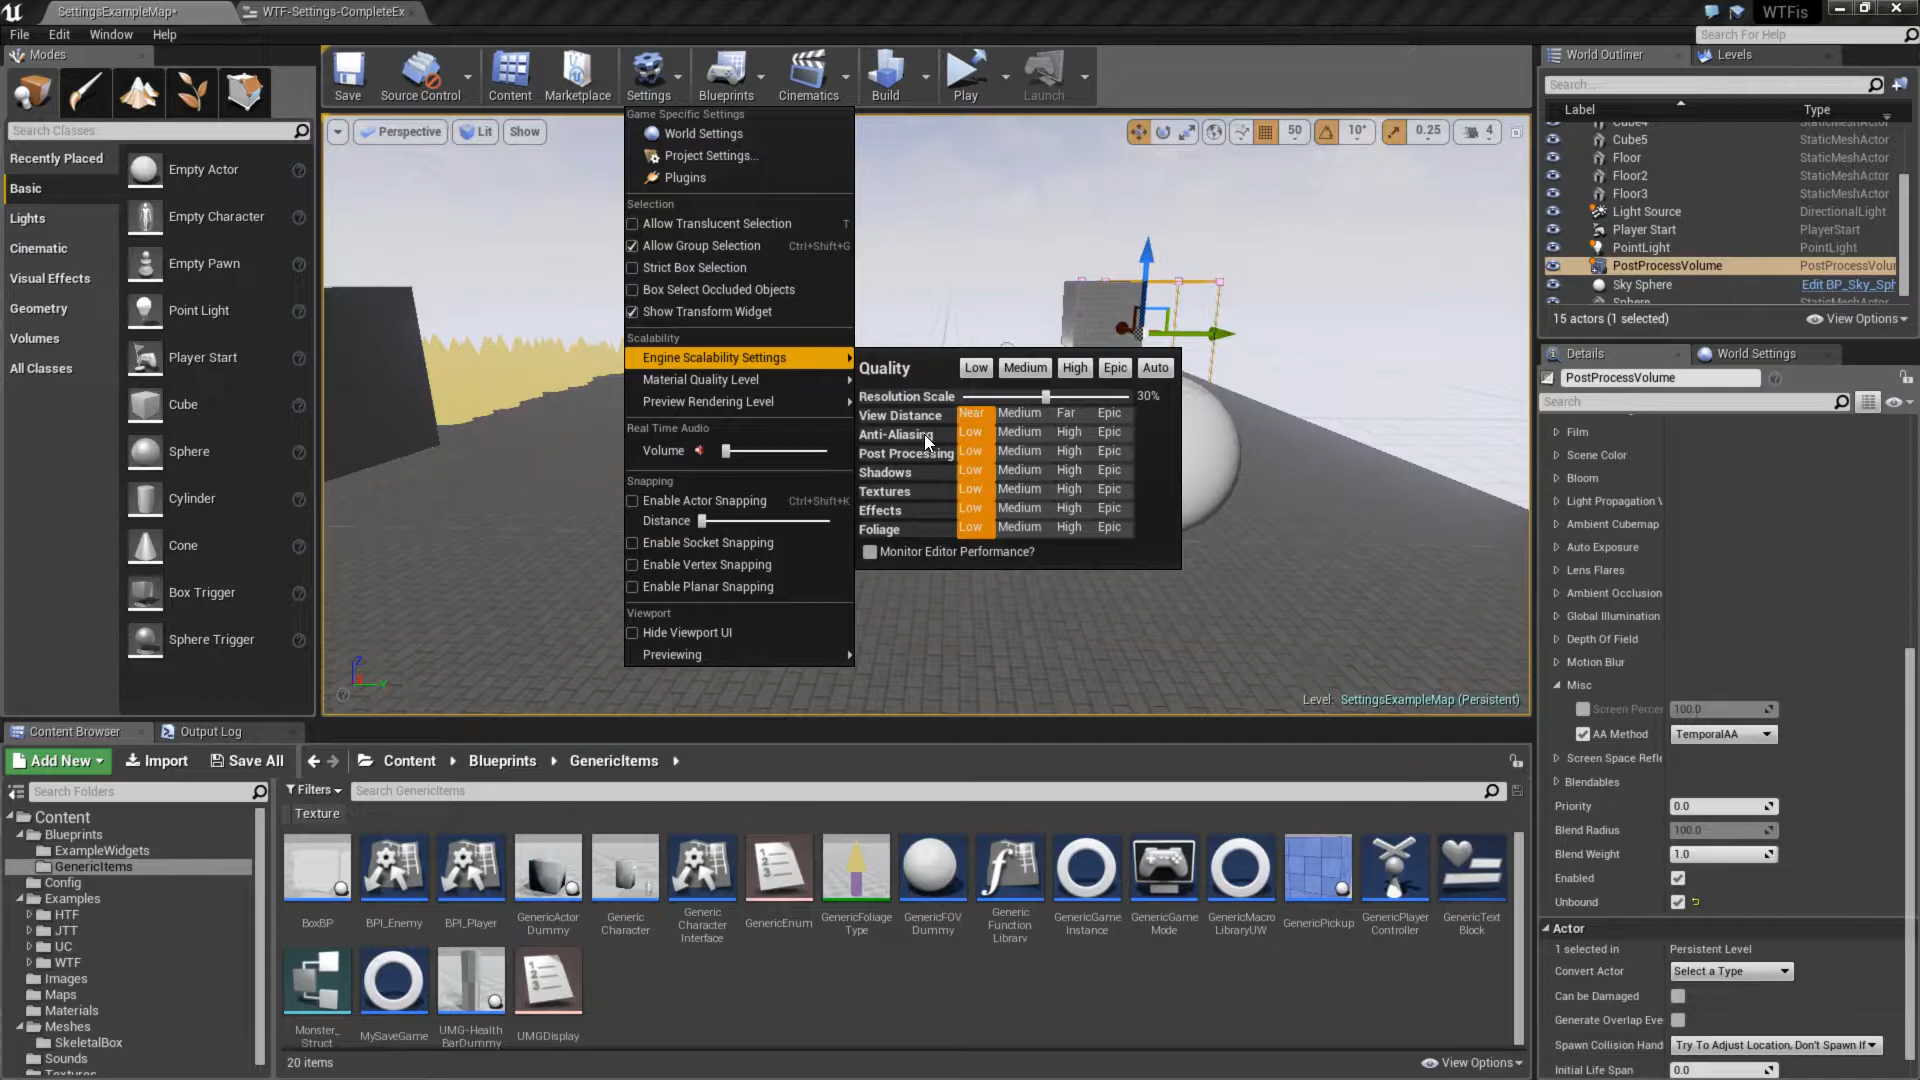 SettingsExampleMap*
WTF-Settings-CompleteEx
WTFis
File Edit Window Help
Search For Help
Modes
Search Classes
Recently Placed
Basic
Lights
Cinematic
Visual Effects
Geometry
Volumes
All Classes
Empty Actor
Empty Character
Empty Pawn
Point Light
Player Start
Cube
Sphere
Cylinder
Cone
Box Trigger
Sphere Trigger
Save
Source Control
Content
Marketplace
Settings
Blueprints
Cinematics
Build
Play
Launch
Perspective
Lit
Show
50
10°
0.25
4
Game Specific Settings
World Settings
Project Settings...
Plugins
Selection
Allow Translucent Selection T
Allow Group Selection Ctrl+Shift+G
Strict Box Selection
Box Select Occluded Objects
Show Transform Widget
Scalability
Engine Scalability Settings
Material Quality Level
Preview Rendering Level
Real Time Audio
Volume
Snapping
Enable Actor Snapping Ctrl+Shift+K
Distance
Enable Socket Snapping
Enable Vertex Snapping
Enable Planar Snapping
Viewport
Hide Viewport UI
Previewing
Quality Low Medium High Epic Auto
Resolution Scale 30%
View Distance Near Medium Far Epic
Anti-Aliasing Low Medium High Epic
Post Processing Low Medium High Epic
Shadows Low Medium High Epic
Textures Low Medium High Epic
Effects Low Medium High Epic
Foliage Low Medium High Epic
Monitor Editor Performance?
Level: SettingsExampleMap (Persistent)
World Outliner
Levels
Search...
Label Type
Cube4 StaticMeshActor
Cube5 StaticMeshActor
Floor StaticMeshActor
Floor2 StaticMeshActor
Floor3 StaticMeshActor
Light Source DirectionalLight
Player Start PlayerStart
PointLight PointLight
PostProcessVolume PostProcessVolu
Sky Sphere Edit BP_Sky_Sph
Sphere StaticMeshActor
15 actors (1 selected)
View Options
Details
World Settings
PostProcessVolume
Search
Film
Scene Color
Bloom
Light Propagation V
Ambient Cubemap
Auto Exposure
Lens Flares
Ambient Occlusion
Global Illumination
Depth Of Field
Motion Blur
Misc
Screen Percer 100.0
AA Method TemporalAA
Screen Space Refle
Blendables
Priority 0.0
Blend Radius 100.0
Blend Weight 1.0
Enabled
Unbound
Actor
1 selected in Persistent Level
Convert Actor Select a Type
Can be Damaged
Generate Overlap Eve
Spawn Collision Hand Try To Adjust Location, Don't Spawn If
Initial Life Span 0.0
Content Browser
Output Log
Add New
Import
Save All
Content
Blueprints
GenericItems
Search Folders
Filters
Search GenericItems
Texture
Content
Blueprints
ExampleWidgets
GenericItems
Config
Examples
HTF
JTT
UC
WTF
Images
Maps
Materials
Meshes
SkeletalBox
Sounds
Textures
BoxBP
BPI_Enemy
BPI_Player
GenericActor
Dummy
Generic
Character
Generic
Character
Interface
GenericEnum
GenericFoliage
Type
GenericFOV
Dummy
Generic
Function
Library
GenericGame
Instance
GenericGame
Mode
GenericMacro
LibraryUW
GenericPickup
GenericPlayer
Controller
GenericText
Block
Monster_
Struct
MySaveGame
UMG-Health
BarDummy
UMGDisplay
20 items
View Options